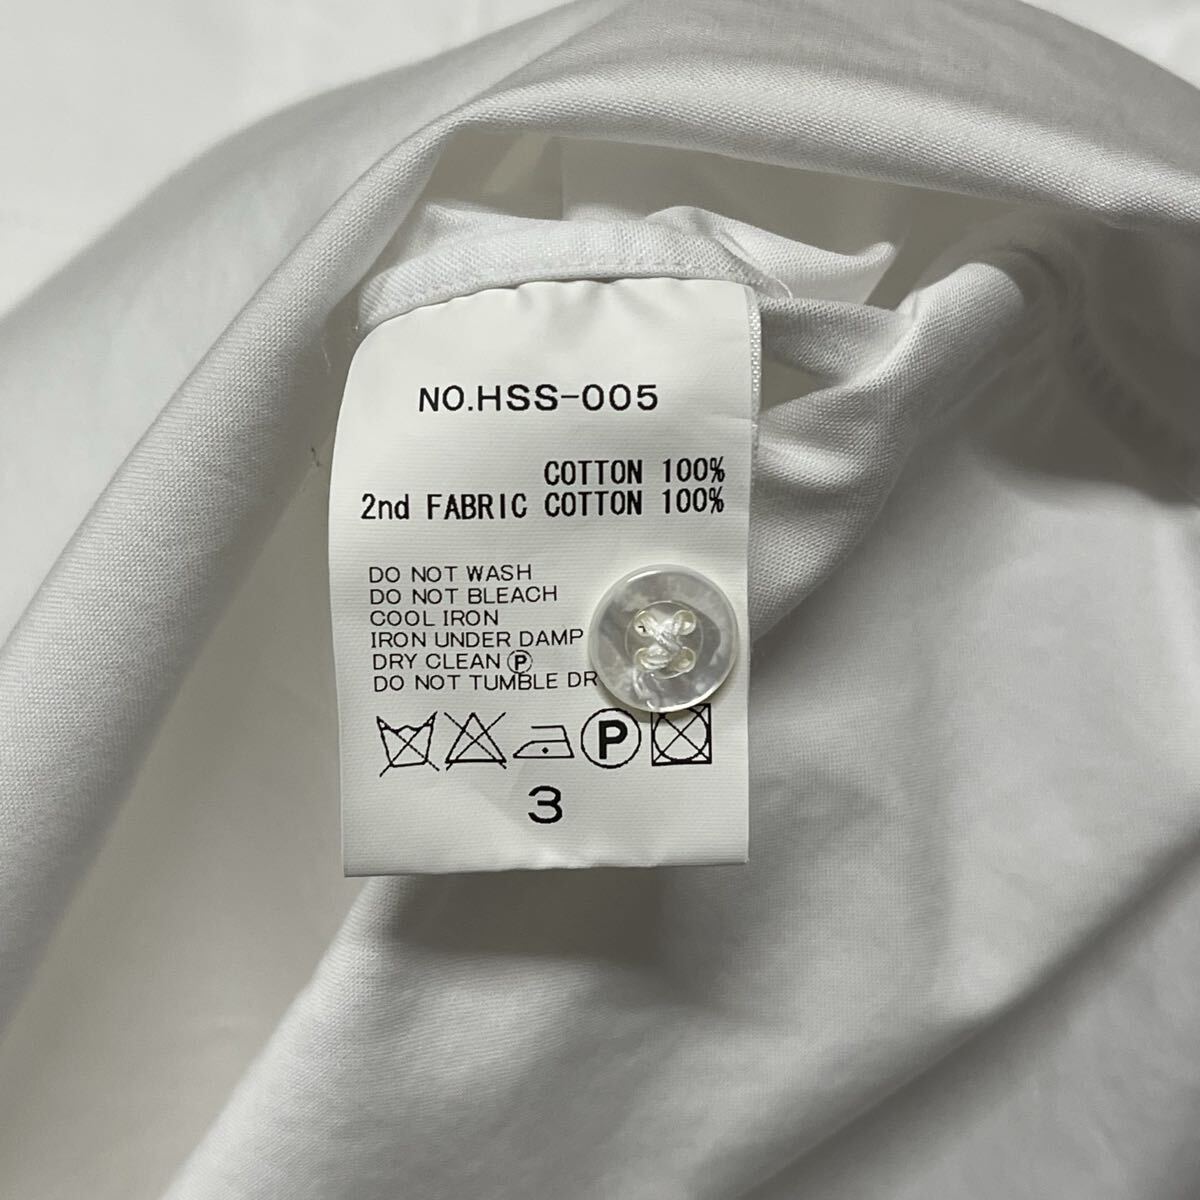 NO.HSS-005
COTTON 100%
2nd FABRIC COTTON 100%
DO NOT WASH
DO NOT BLEACH
COOL IRON
IRON UNDER DAMP
DRY CLEAN Ⓟ
DO NOT TUMBLE DR
P
3